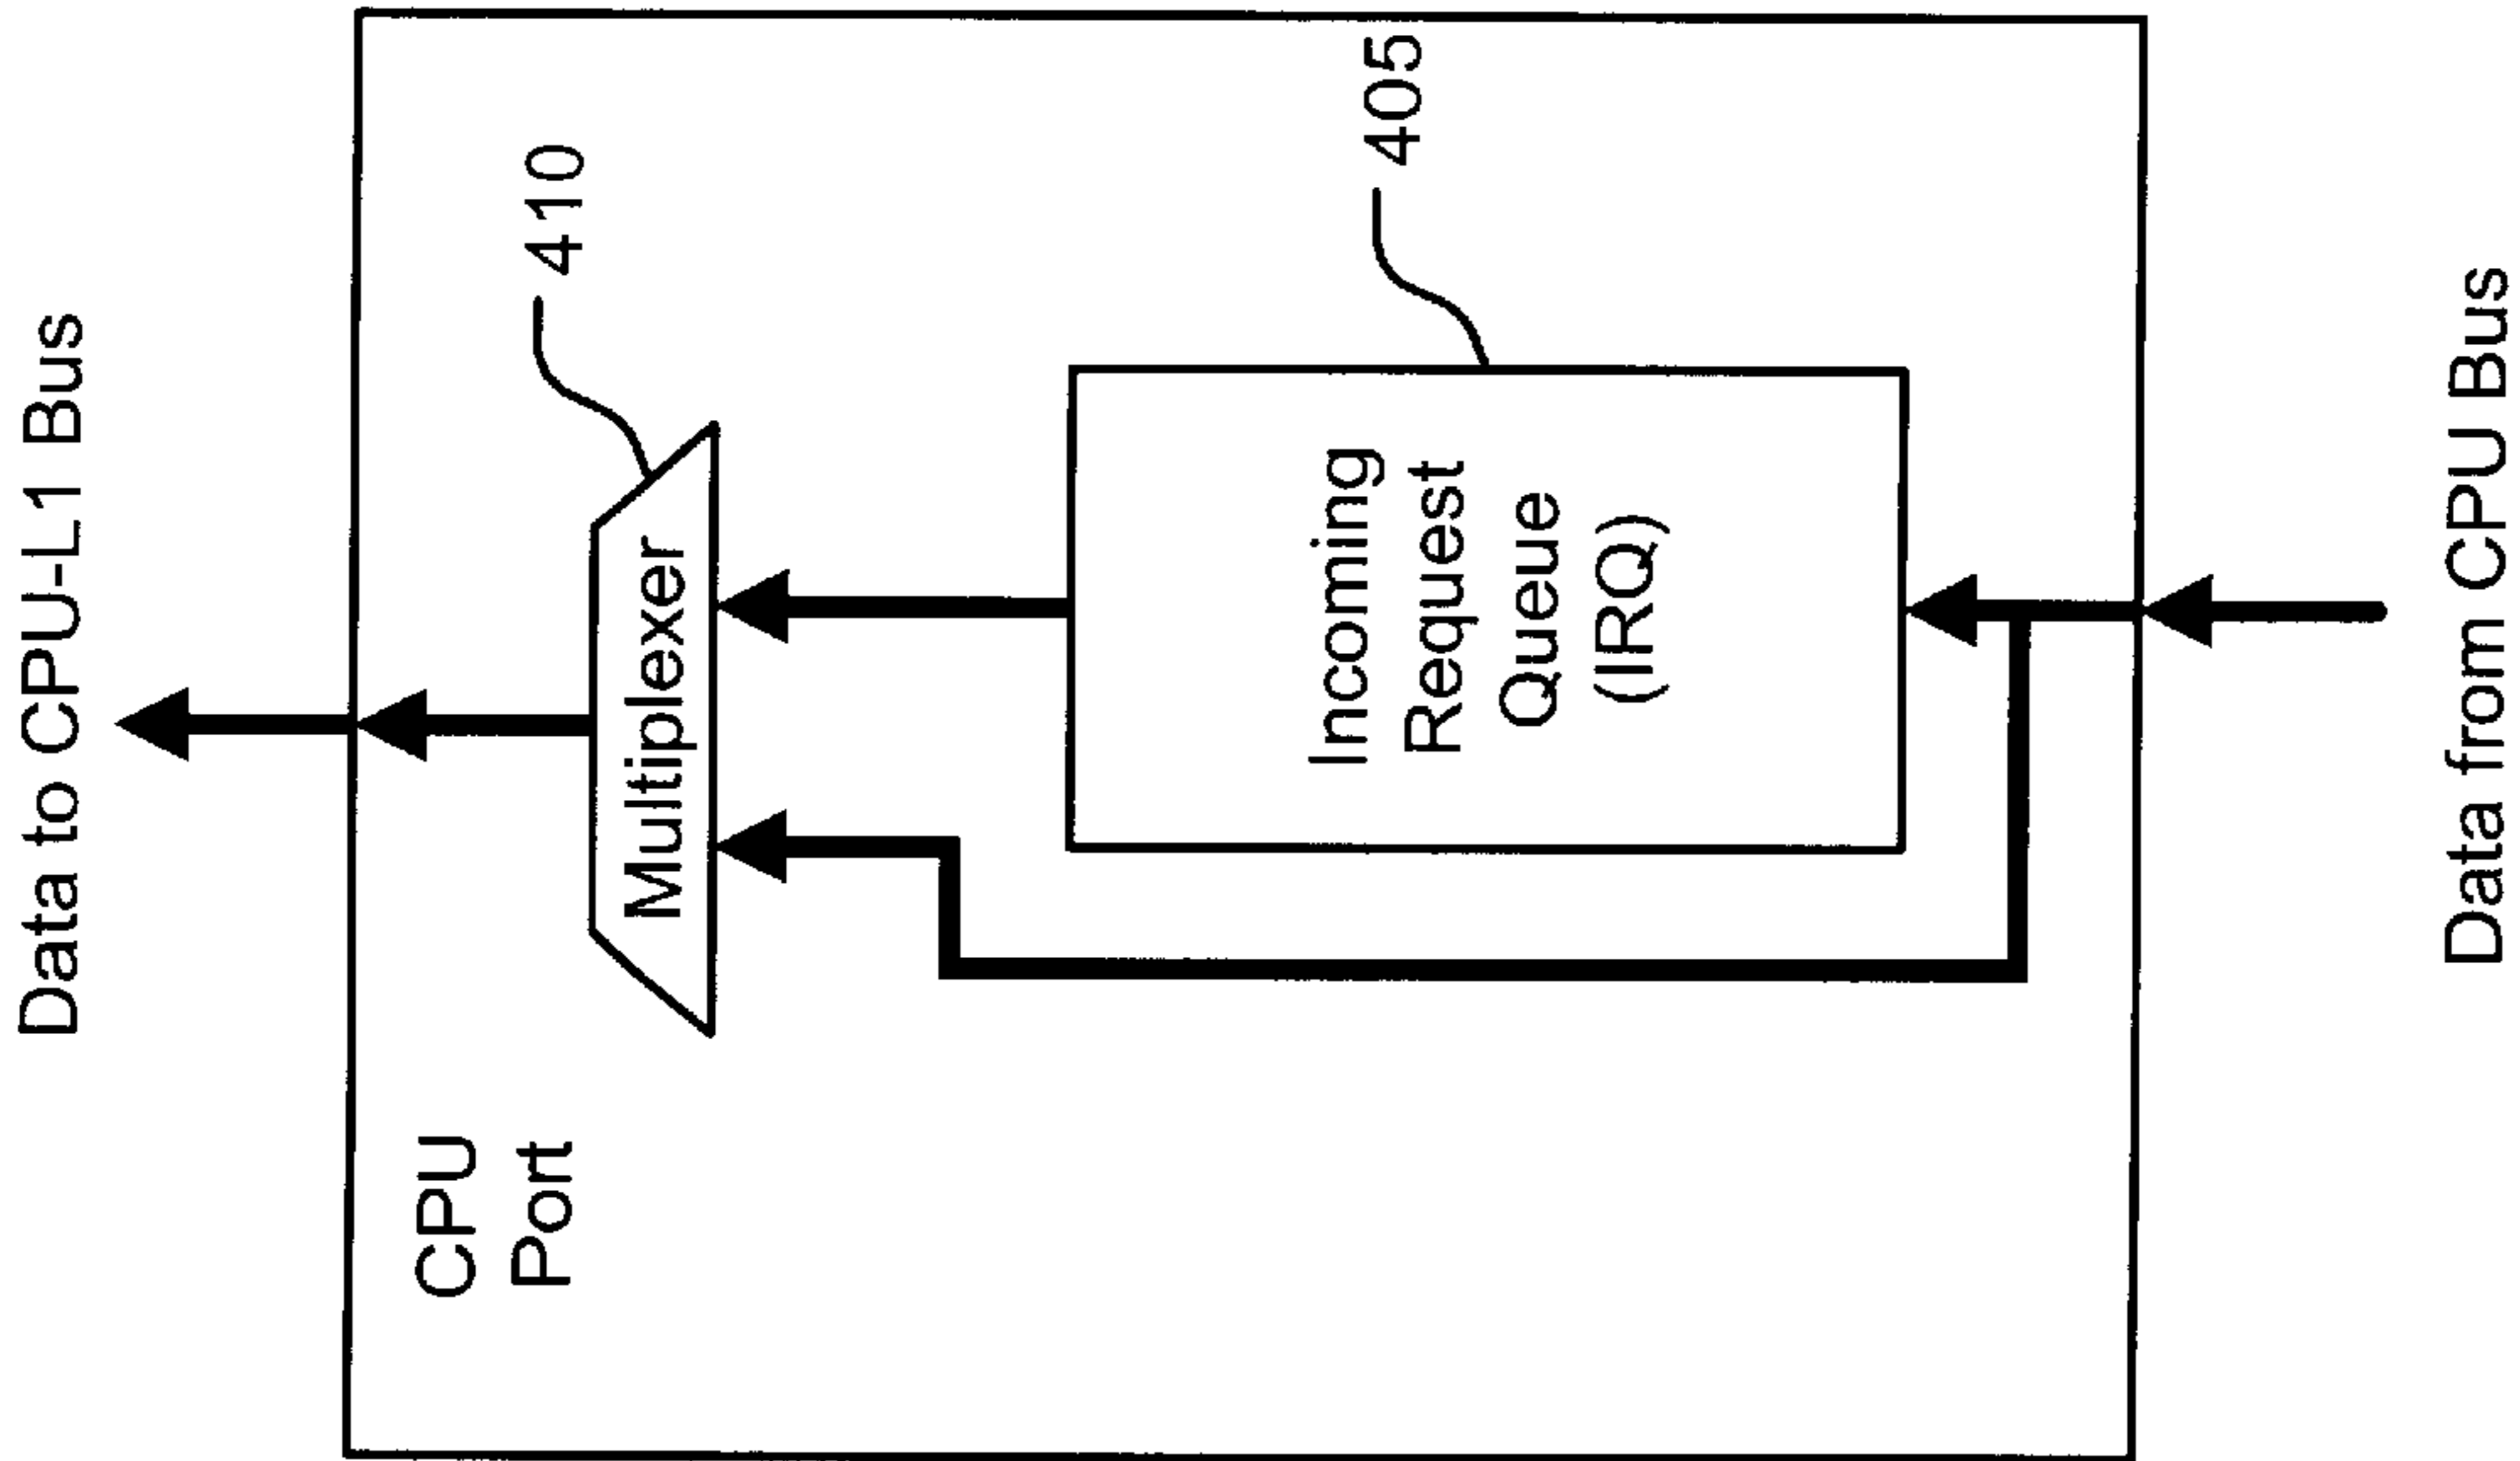 Data to CPU-L1 Bus
CPU
Port
410
Multiplexer
405
Incoming
Request
Queue
(IRQ)
Data from CPU Bus